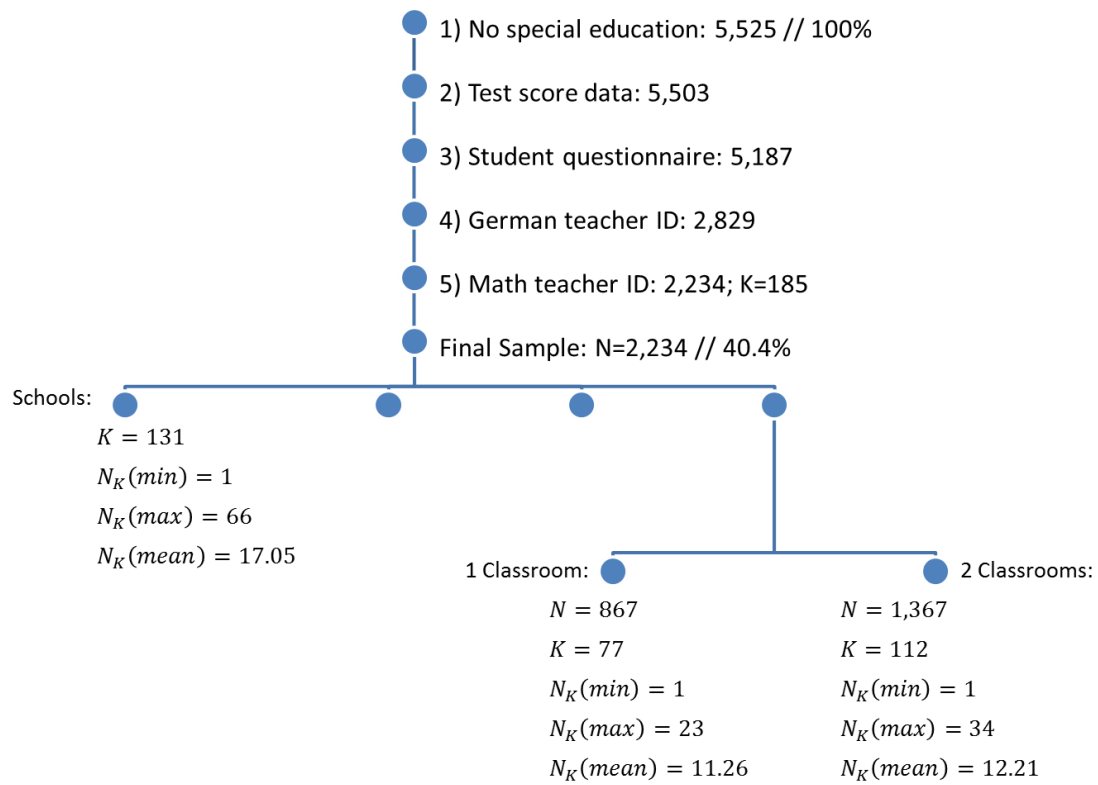 1) No special education: 5,525 // 100%
2) Test score data: 5,503
3) Student questionnaire: 5,187
4) German teacher ID: 2,829
5) Math teacher ID: 2,234; K=185
Final Sample: N=2,234 // 40.4%
Schools:
K = 131
N_K(min) = 1
N_K(max) = 66
N_K(mean) = 17.05
1 Classroom:
N = 867
K = 77
N_K(min) = 1
N_K(max) = 23
N_K(mean) = 11.26
2 Classrooms:
N = 1,367
K = 112
N_K(min) = 1
N_K(max) = 34
N_K(mean) = 12.21